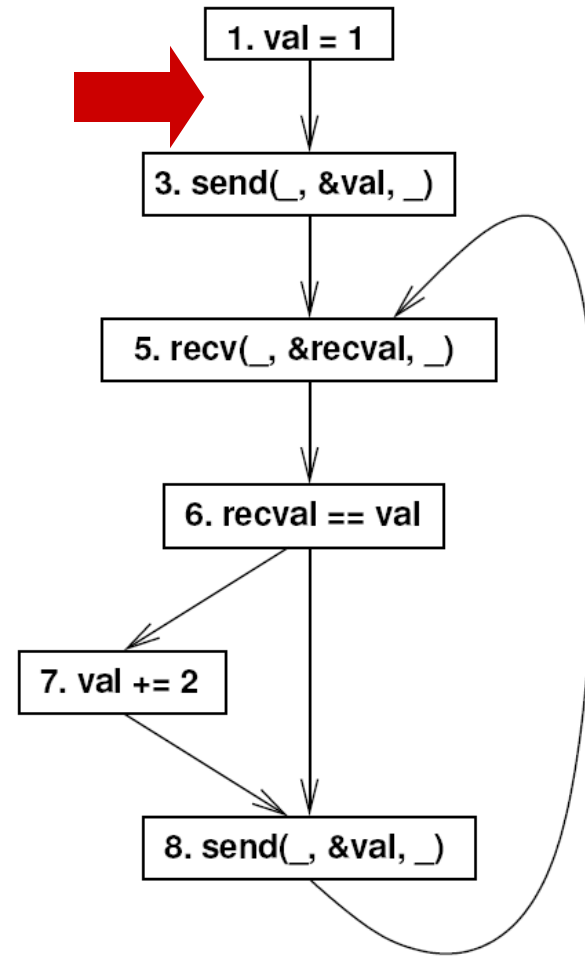 1. val = 1
3. send(_, &val, _)
5. recv(_, &recval, _)
6. recval == val
7. val += 2
8. send(_, &val, _)